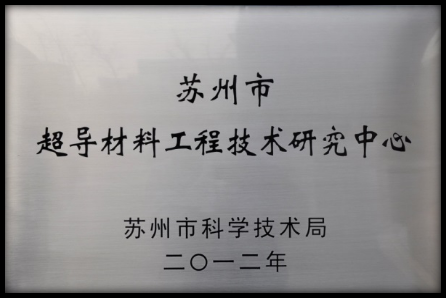 苏州市
超导材料工程技术研究中心
苏州市科学技术局
二〇一二年